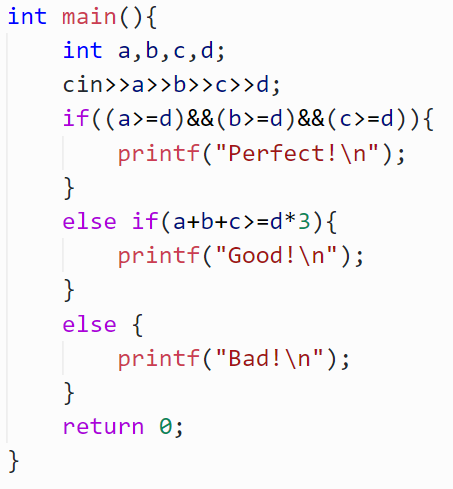 int main(){
    int a,b,c,d;
    cin>>a>>b>>c>>d;
    if((a>=d)&&(b>=d)&&(c>=d)){
        printf("Perfect!\n");
    }
    else if(a+b+c>=d*3){
        printf("Good!\n");
    }
    else {
        printf("Bad!\n");
    }
    return 0;
}